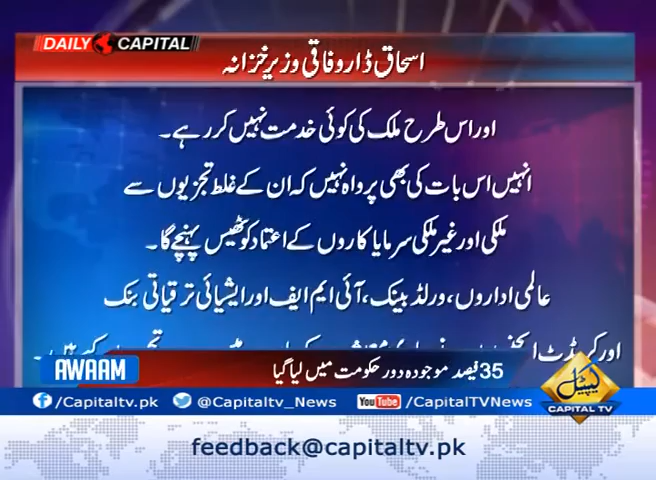 DAILY CAPITAL
اسحاق ڈار وفاقی وزیر خزانہ
اور اس طرح ملک کی کوئی خدمت نہیں کر رہے۔
انہیں اس بات کی بھی پرواہ نہیں کہ ان کے غلط تجزیوں سے
ملکی اور غیر ملکی سرمایا کاروں کے اعتماد کو ٹھیس پہنچے گا۔
عالمی اداروں، ورلڈ بینک، آئی ایم ایف اور ایشیائی ترقیاتی بنک
اور کریڈٹ
AWAAM
35 فیصد موجودہ دور حکومت میں لیا گیا
کیپیٹل
CAPITAL TV
/Capitaltv.pk
@Capitaltv_News
YouTube /CapitalTVNews
feedback@capitaltv.pk